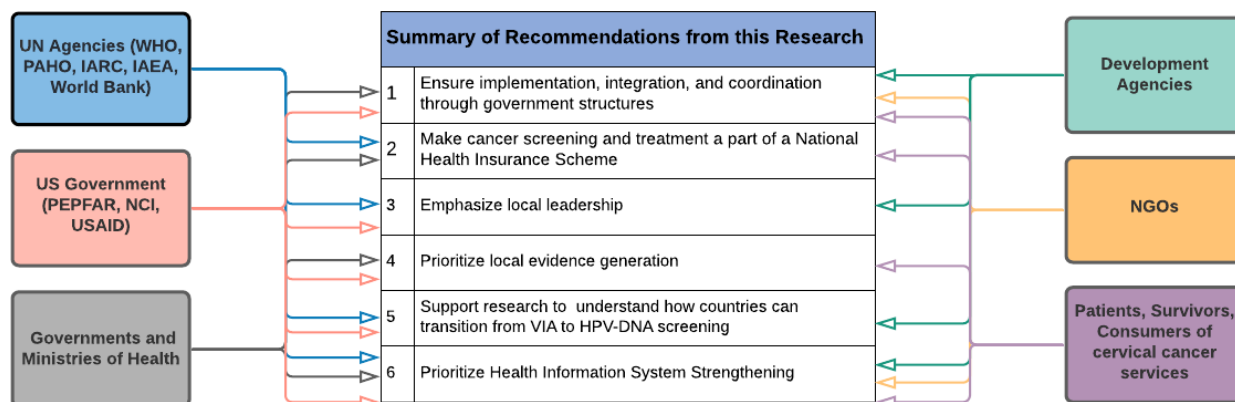 UN Agencies (WHO,
PAHO, IARC, IAEA,
World Bank)
US Government
(PEPFAR, NCI,
USAID)
Governments and
Ministries of Health
Summary of Recommendations from this Research
1 Ensure implementation, integration, and coordination
through government structures
2 Make cancer screening and treatment a part of a National
Health Insurance Scheme
3 Emphasize local leadership
4 Prioritize local evidence generation
5 Support research to understand how countries can
transition from VIA to HPV-DNA screening
6 Prioritize Health Information System Strengthening
Development
Agencies
NGOs
Patients, Survivors,
Consumers of
cervical cancer
services